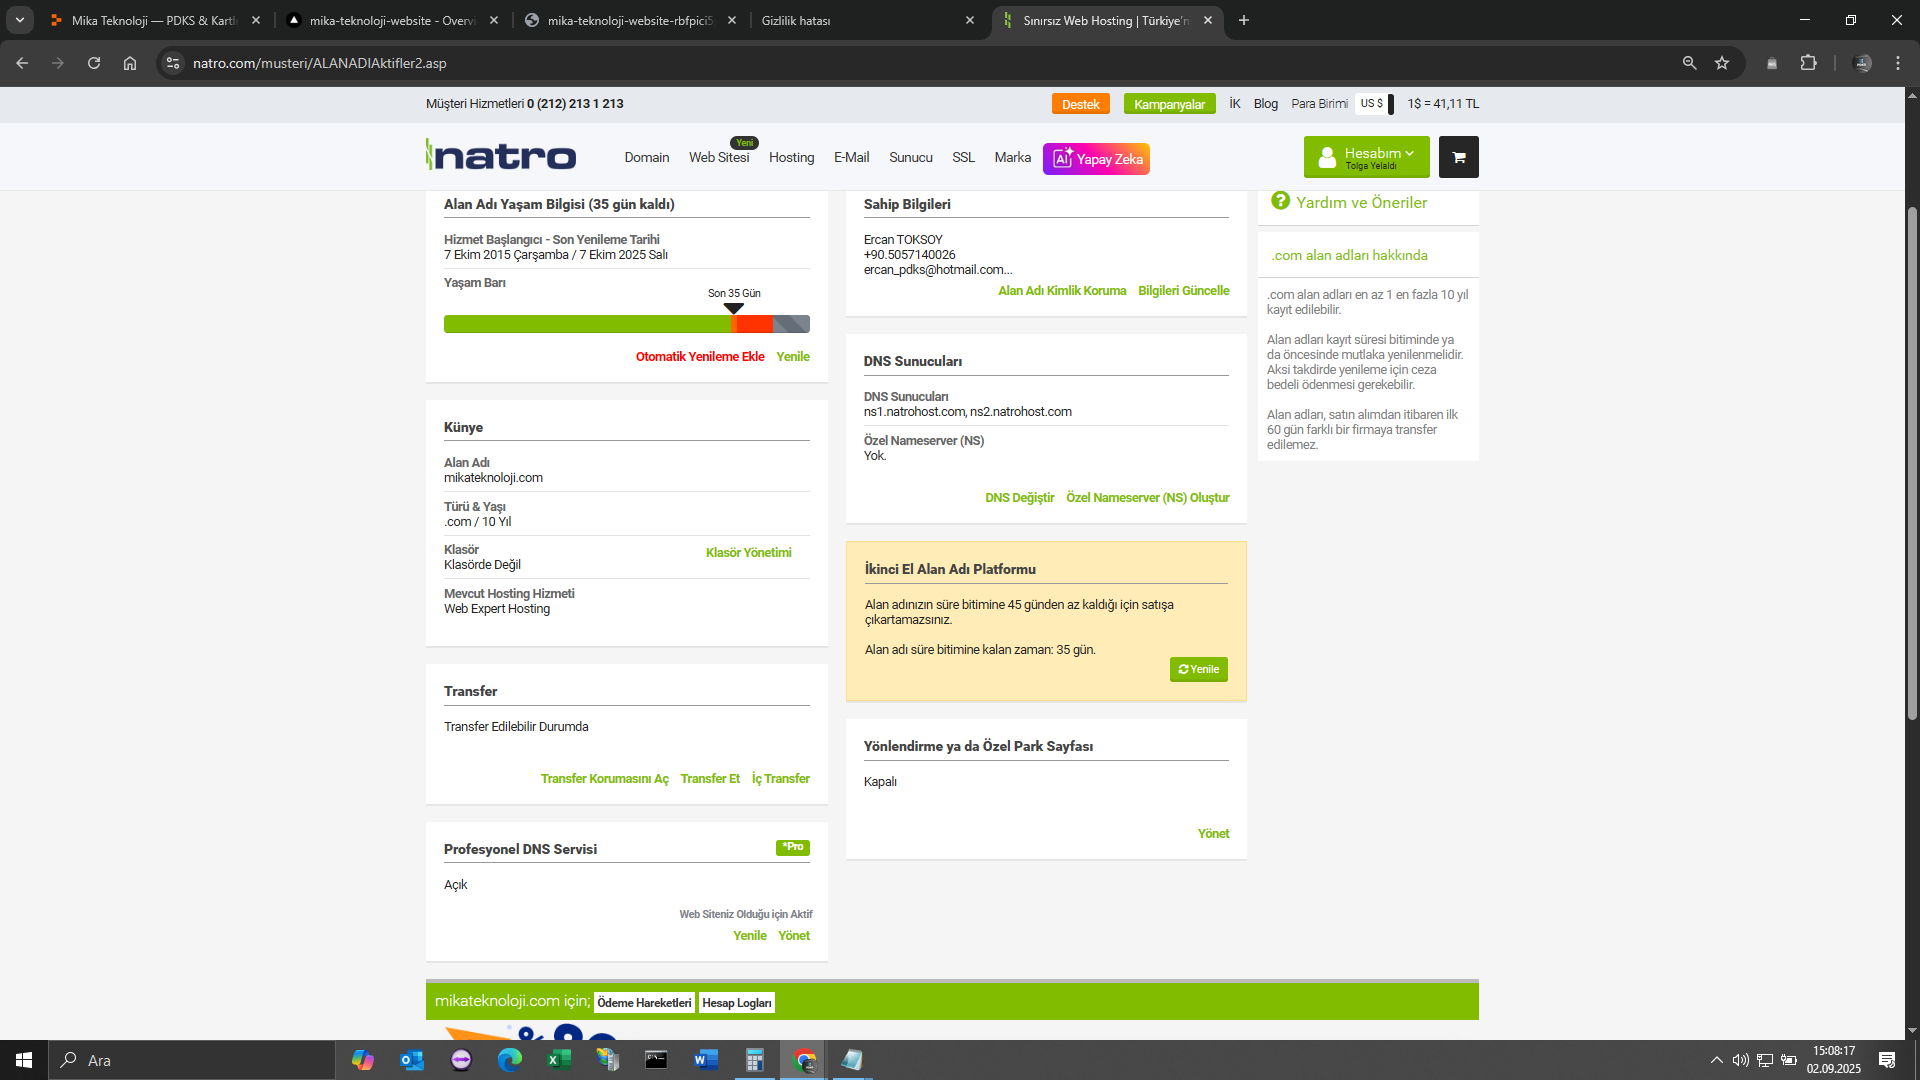 Mika Teknoloji — PDKS & Kartl
mika-teknoloji-website - Overvi
mika-teknoloji-website-rbfpici5
Gizlilik hatası
Sınırsız Web Hosting | Türkiye'n
natro.com/musteri/ALANADIAktifler2.asp
Müşteri Hizmetleri 0 (212) 213 1 213
Destek
Kampanyalar
İK
Blog
Para Birimi
US $
1$ = 41,11 TL
natro
Domain
Web Sitesi
Yeni
Hosting
E-Mail
Sunucu
SSL
Marka
AI Yapay Zeka
Hesabım
Tolga Yelaldı
Alan Adı Yaşam Bilgisi (35 gün kaldı)
Hizmet Başlangıcı - Son Yenileme Tarihi
7 Ekim 2015 Çarşamba / 7 Ekim 2025 Salı
Yaşam Barı
Son 35 Gün
Otomatik Yenileme Ekle
Yenile
Künye
Alan Adı
mikateknoloji.com
Türü & Yaşı
.com / 10 Yıl
Klasör
Klasörde Değil
Klasör Yönetimi
Mevcut Hosting Hizmeti
Web Expert Hosting
Transfer
Transfer Edilebilir Durumda
Transfer Korumasını Aç
Transfer Et
İç Transfer
Profesyonel DNS Servisi
*Pro
Açık
Web Siteniz Olduğu için Aktif
Yenile
Yönet
Sahip Bilgileri
Ercan TOKSOY
+90.5057140026
ercan_pdks@hotmail.com...
Alan Adı Kimlik Koruma
Bilgileri Güncelle
DNS Sunucuları
DNS Sunucuları
ns1.natrohost.com, ns2.natrohost.com
Özel Nameserver (NS)
Yok.
DNS Değiştir
Özel Nameserver (NS) Oluştur
İkinci El Alan Adı Platformu
Alan adınızın süre bitimine 45 günden az kaldığı için satışa
çıkartamazsınız.
Alan adı süre bitimine kalan zaman: 35 gün.
Yenile
Yönlendirme ya da Özel Park Sayfası
Kapalı
Yönet
Yardım ve Öneriler
.com alan adları hakkında
.com alan adları en az 1 en fazla 10 yıl
kayıt edilebilir.
Alan adları kayıt süresi bitiminde ya
da öncesinde mutlaka yenilenmelidir.
Aksi takdirde yenileme için ceza
bedeli ödenmesi gerekebilir.
Alan adları, satın alımdan itibaren ilk
60 gün farklı bir firmaya transfer
edilemez.
mikateknoloji.com için;
Ödeme Hareketleri
Hesap Logları
Ara
15:08:17
02.09.2025